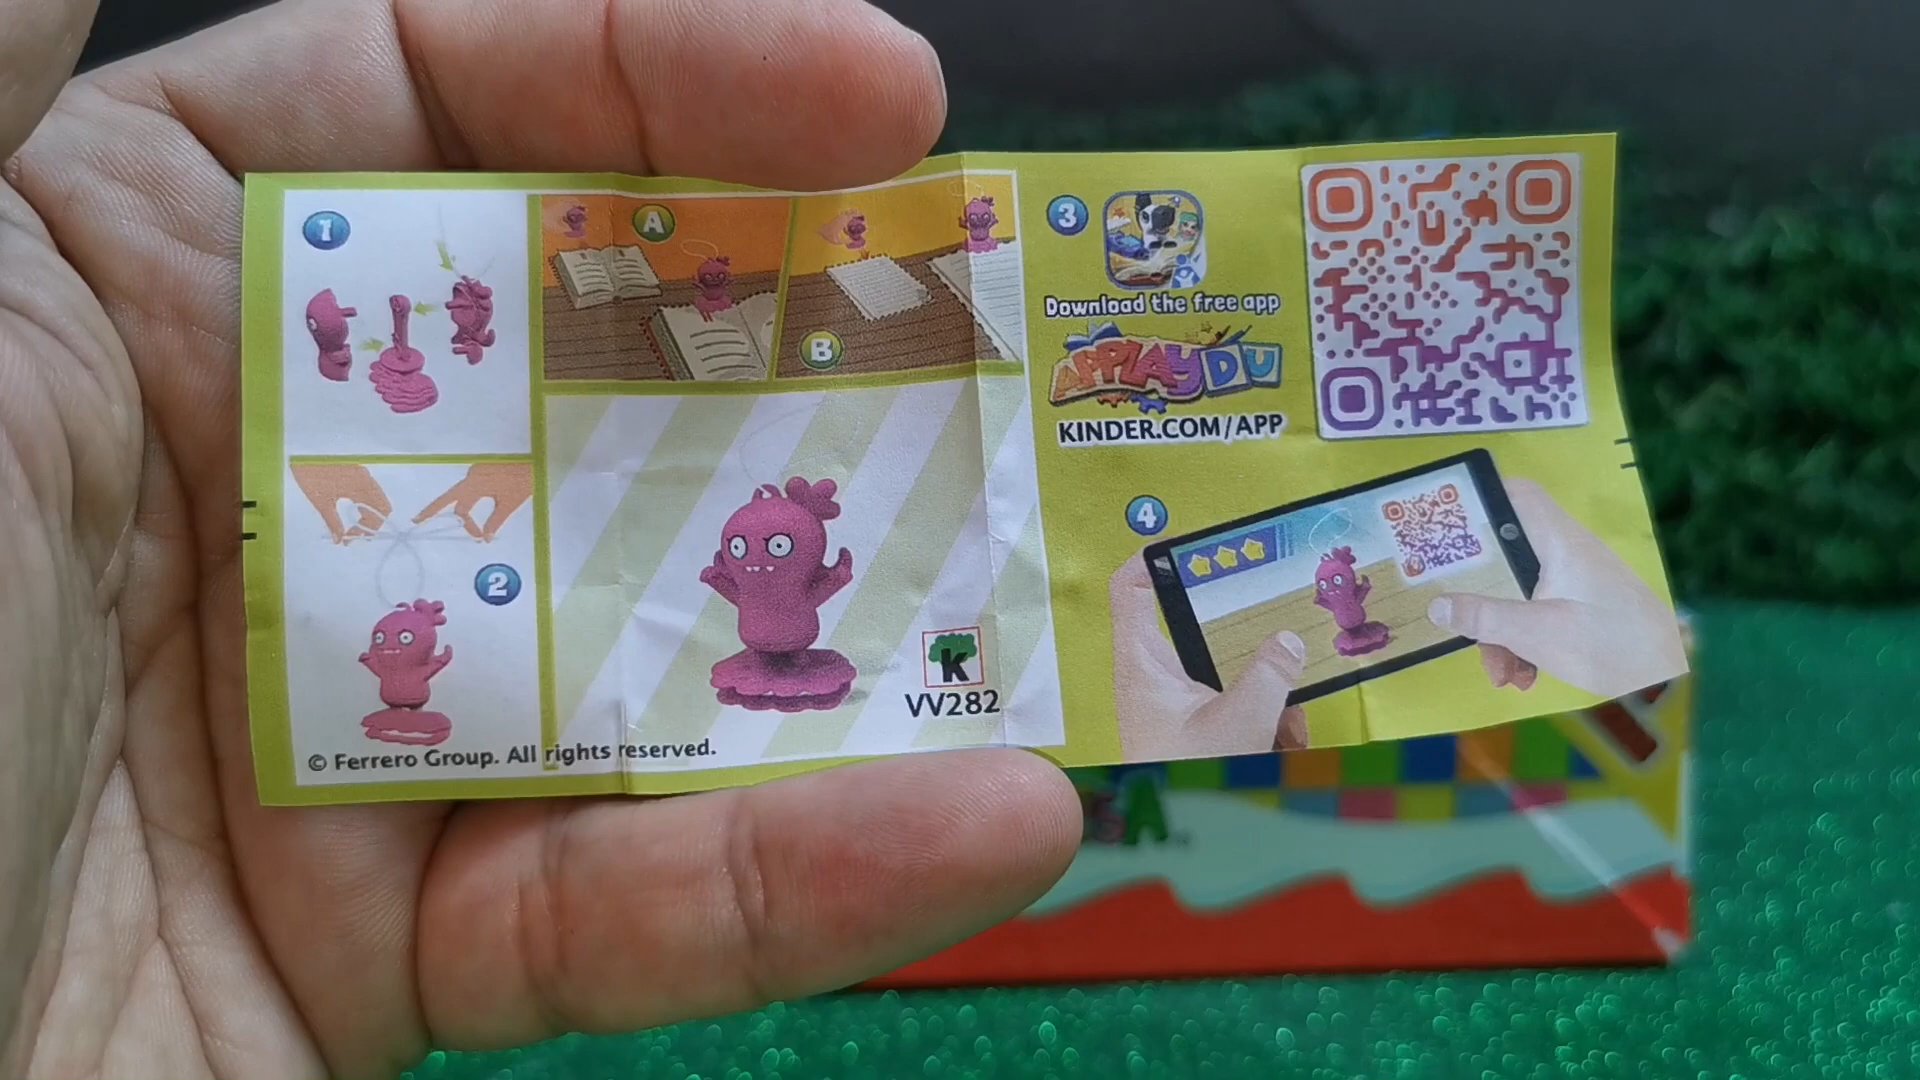 1
2
A
B
VV282
K
© Ferrero Group. All rights reserved.
3
Download the free app
APPLAYDU
KINDER.COM/APP
4